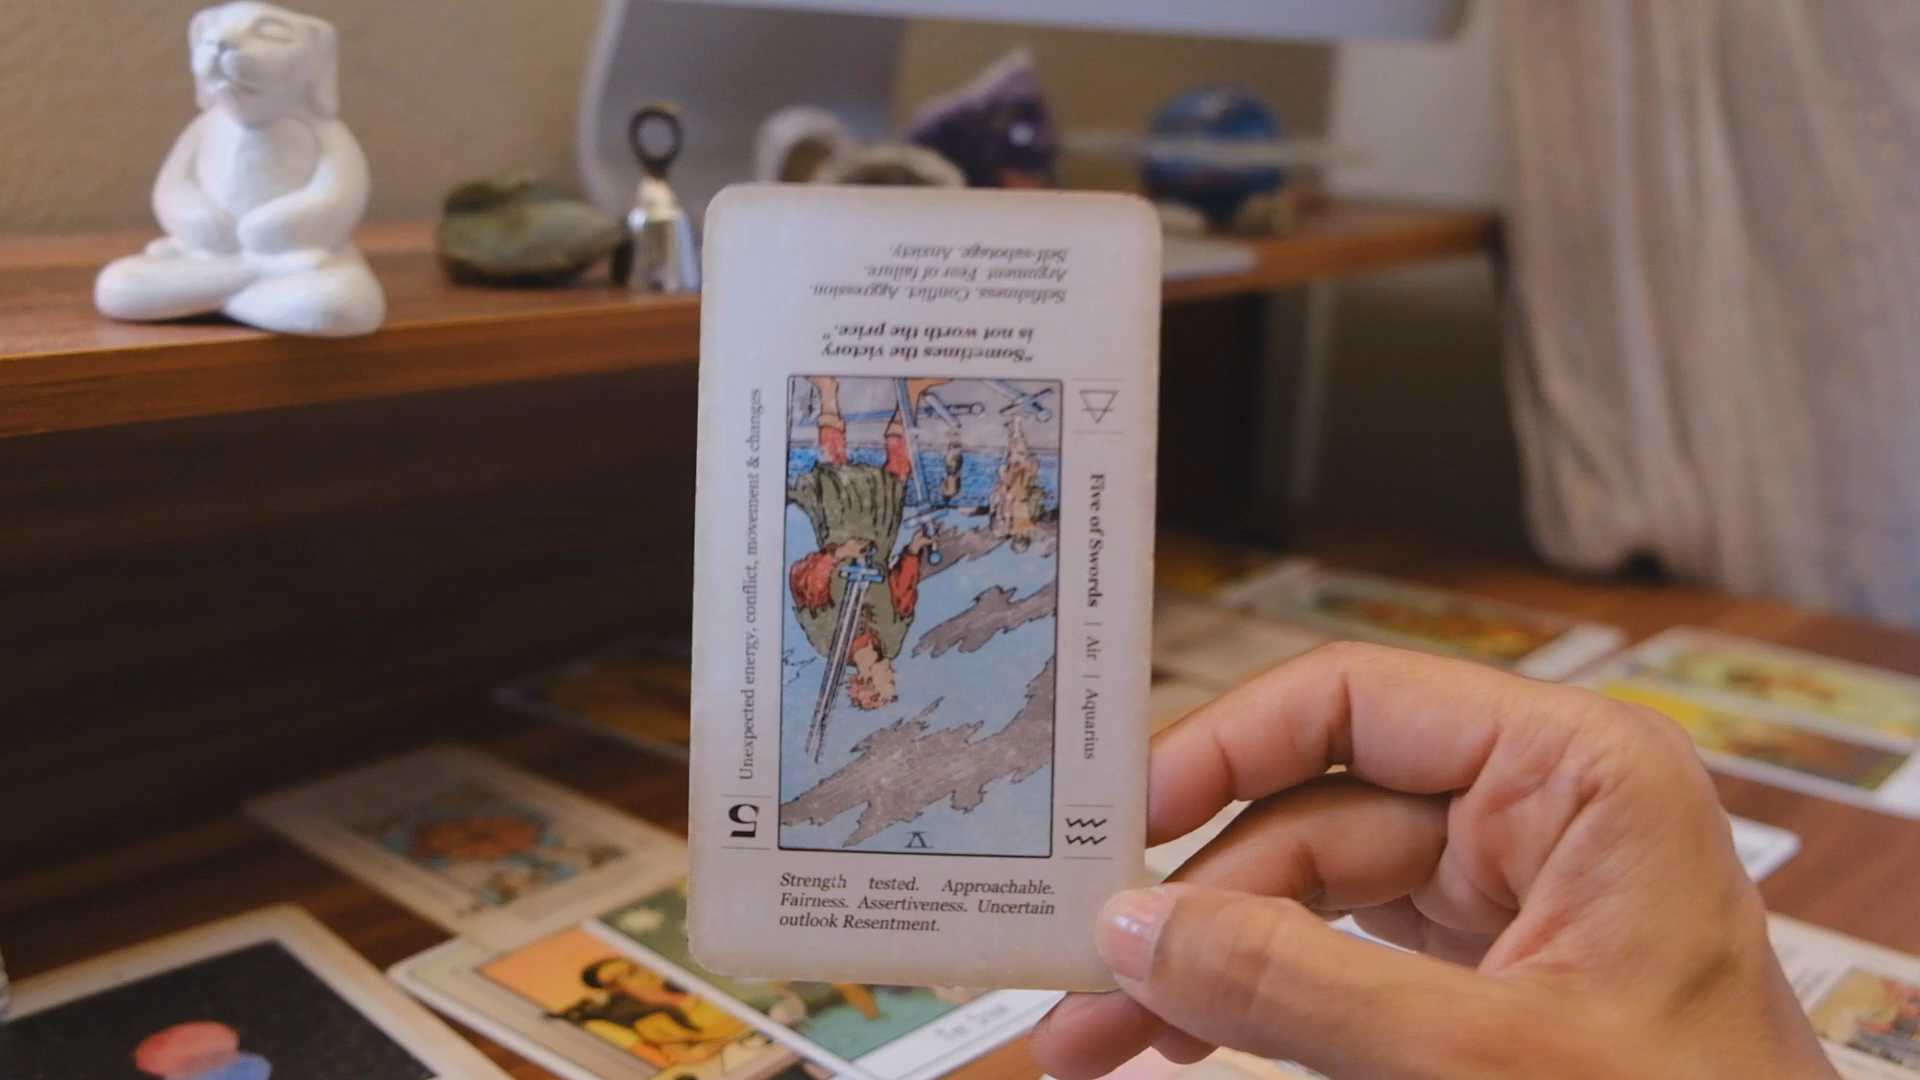 Selfishness. Conflict. Aggression.
Argument. Fear of failure.
Self-sabotage. Anxiety.
"Sometimes the victory
is not worth the price."
Unexpected energy, conflict, movement & changes
5
Five of Swords | Air | Aquarius
V
Strength tested. Approachable.
Fairness. Assertiveness. Uncertain
outlook Resentment.